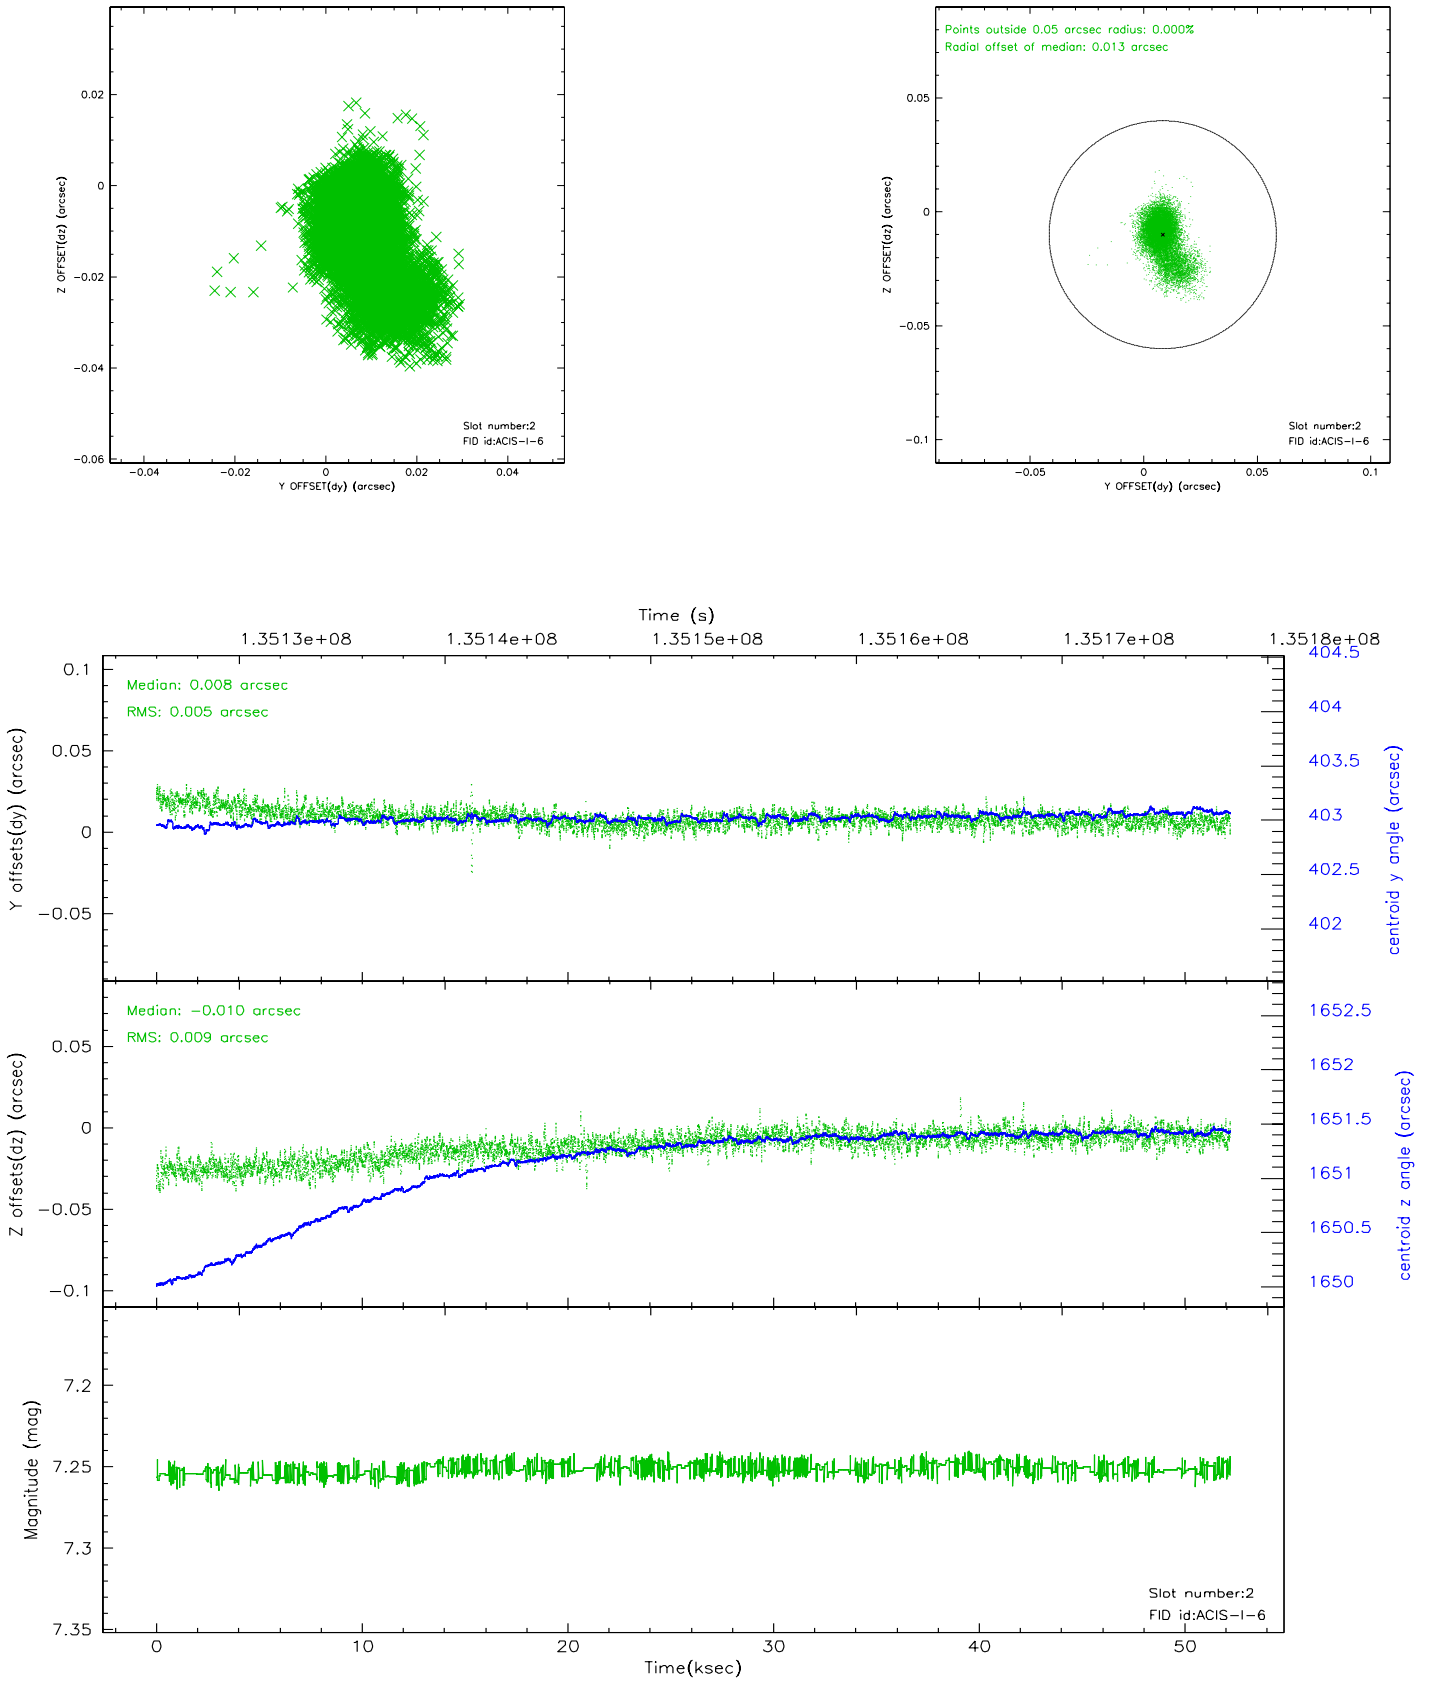 0.02
0
-0.02
-0.04
-0.06
-0.04
-0.02
0
0.02
0.04
Z OFFSET(dz) (arcsec)
Y OFFSET(dy) (arcsec)
Slot number:2
FID id:ACIS-I-6
Points outside 0.05 arcsec radius: 0.000%
Radial offset of median: 0.013 arcsec
0.05
0
-0.05
-0.1
-0.05
0
0.05
0.1
Z OFFSET(dz) (arcsec)
Y OFFSET(dy) (arcsec)
Slot number:2
FID id:ACIS-I-6
Time (s)
1.3513e+08
1.3514e+08
1.3515e+08
1.3516e+08
1.3517e+08
1.3518e+08
Median: 0.008 arcsec
RMS: 0.005 arcsec
0.1
0.05
0
-0.05
Y offsets(dy) (arcsec)
404.5
404
403.5
403
402.5
402
centroid y angle (arcsec)
Median: -0.010 arcsec
RMS: 0.009 arcsec
0.05
0
-0.05
-0.1
Z offsets(dz) (arcsec)
1652.5
1652
1651.5
1651
1650.5
1650
centroid z angle (arcsec)
7.2
7.25
7.3
7.35
Magnitude (mag)
Slot number:2
FID id:ACIS-I-6
0
10
20
30
40
50
Time(ksec)